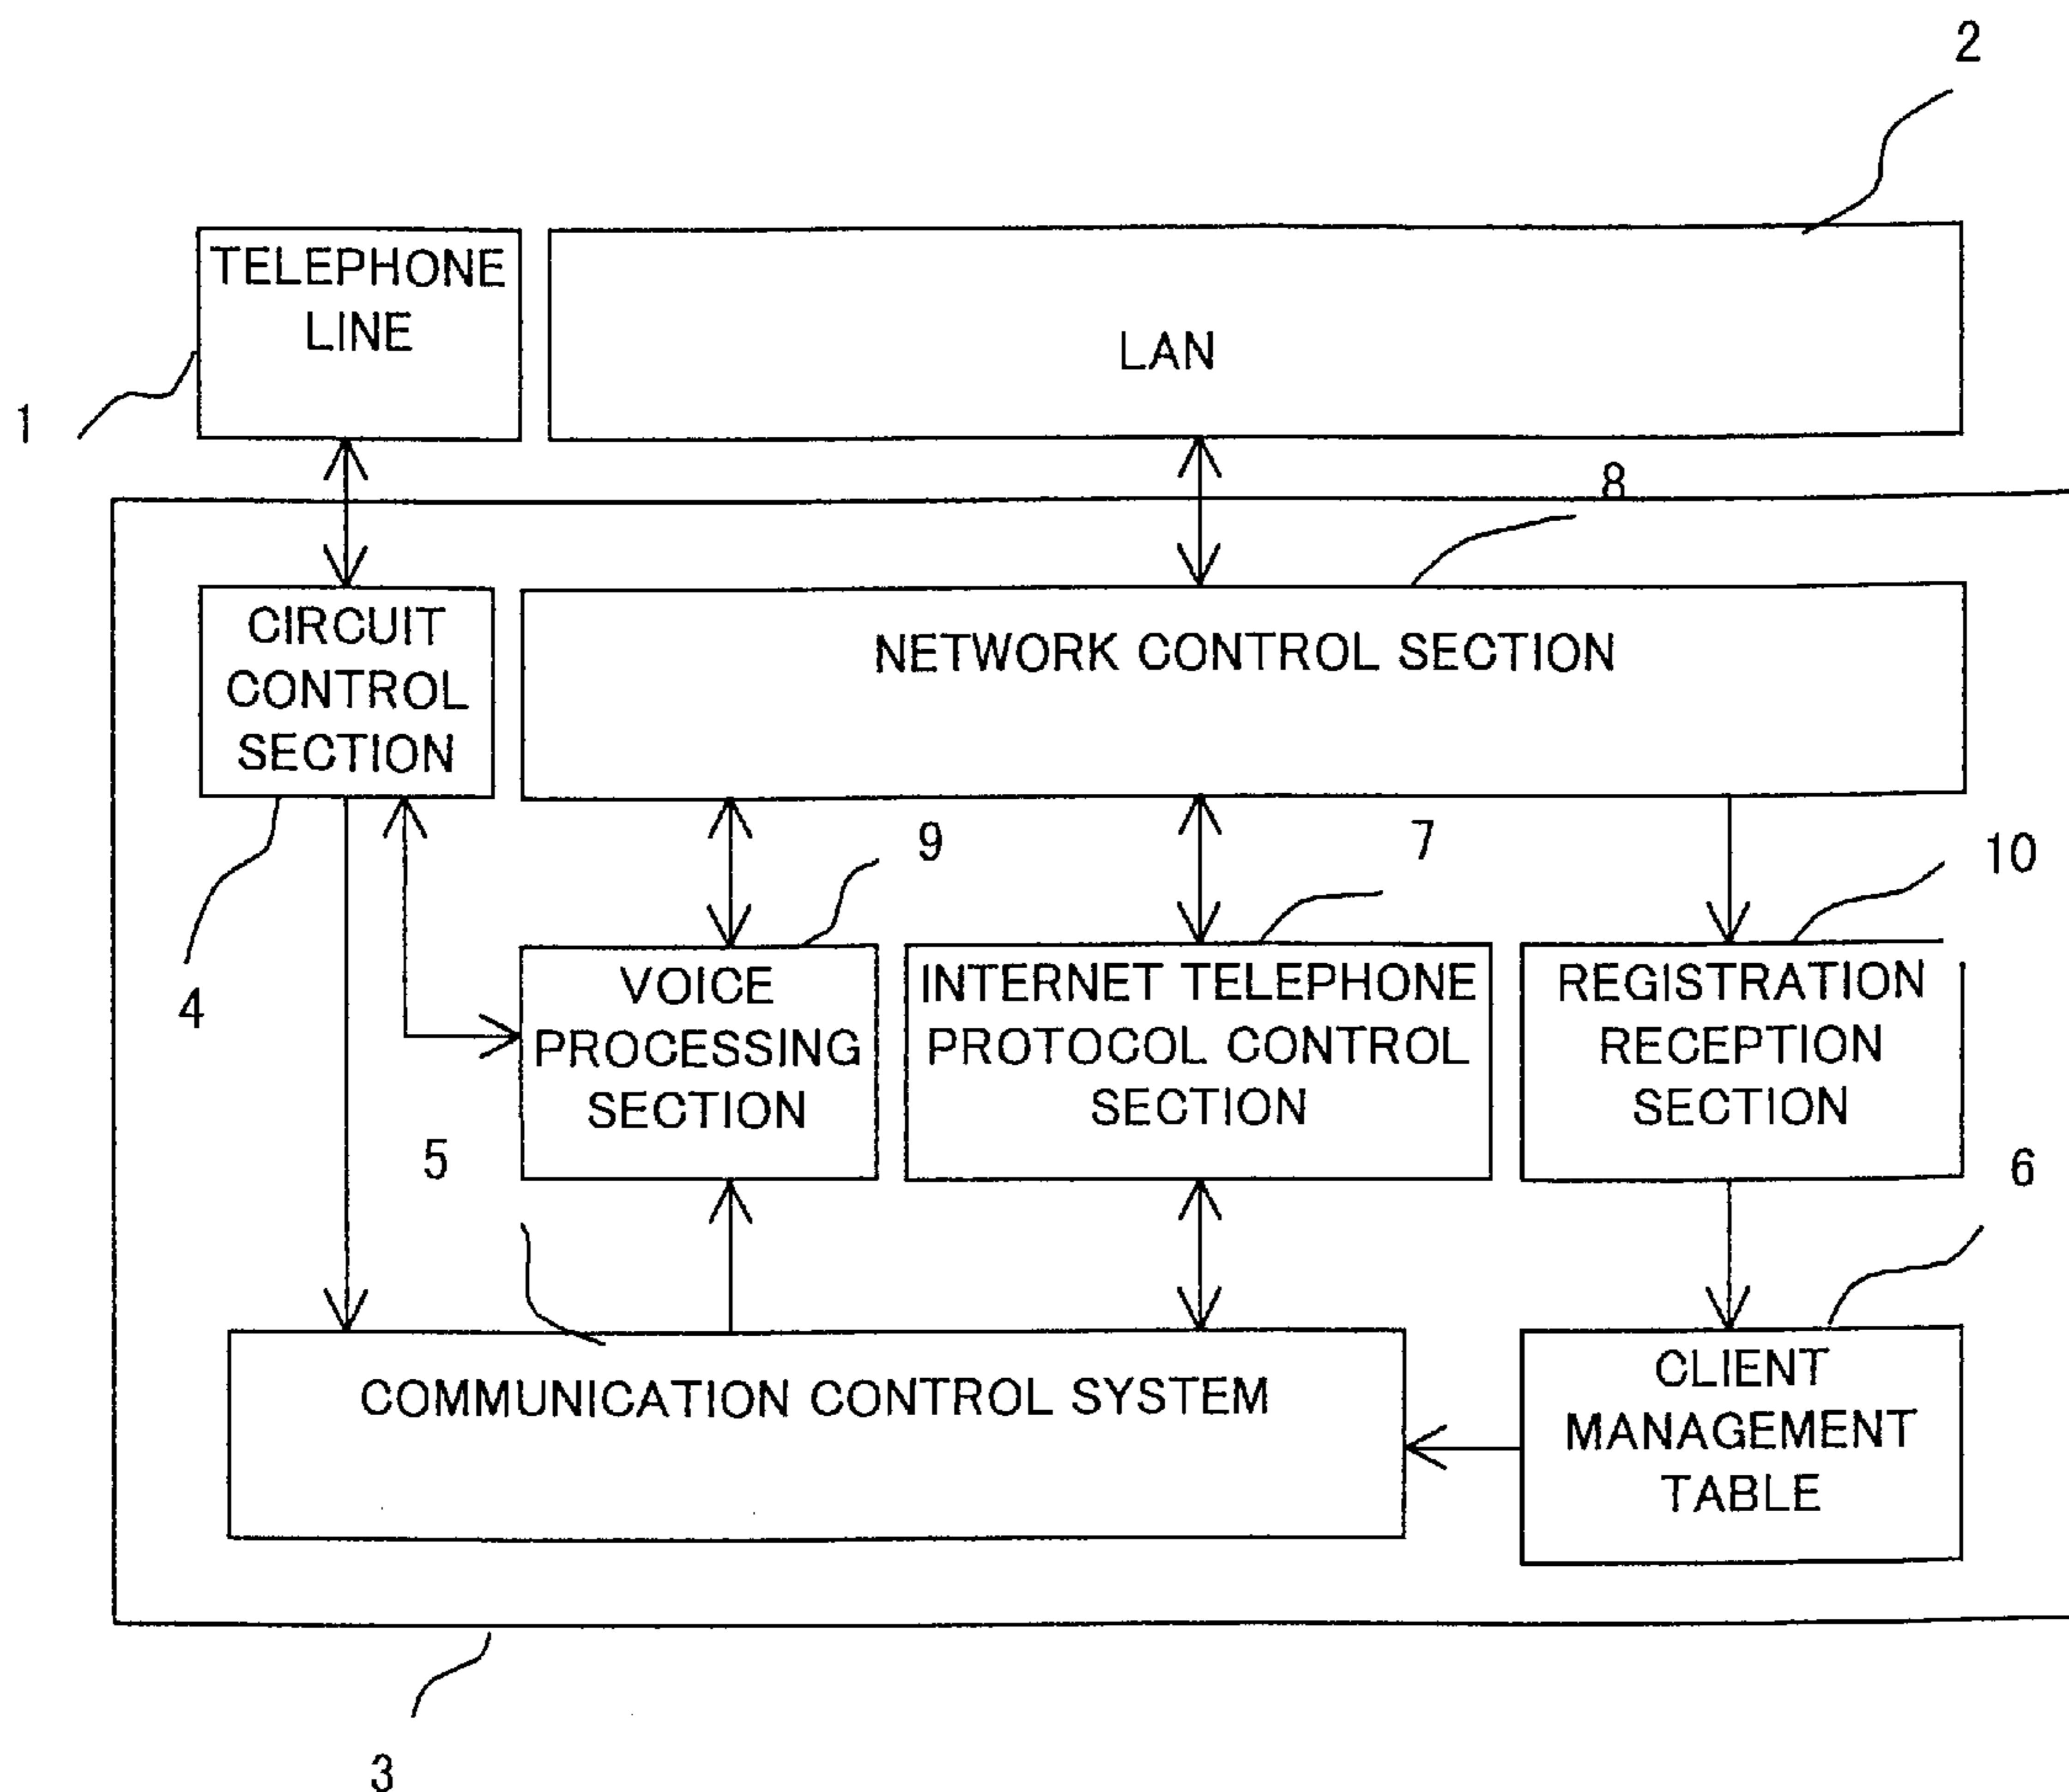 2
TELEPHONE
LINE
LAN
1
8
CIRCUIT
CONTROL
SECTION
NETWORK CONTROL SECTION
9
7
10
4
VOICE
PROCESSING
SECTION
INTERNET TELEPHONE
PROTOCOL CONTROL
SECTION
REGISTRATION
RECEPTION
SECTION
5
6
COMMUNICATION CONTROL SYSTEM
CLIENT
MANAGEMENT
TABLE
3